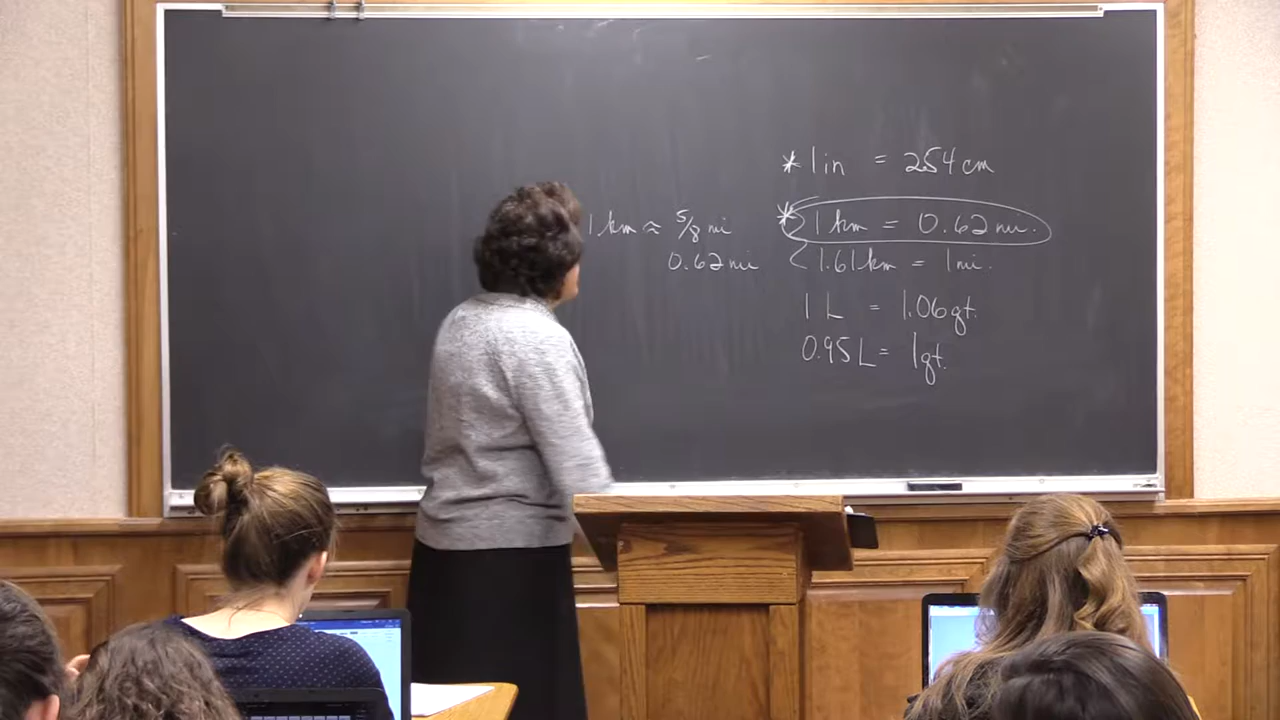 * 1 in = 2.54 cm
1 km ≈ 5/8 mi
* 1 km = 0.62 mi.
0.62 mi
1.61 km = 1 mi.
1 L = 1.06 qt.
0.95 L = 1 qt.